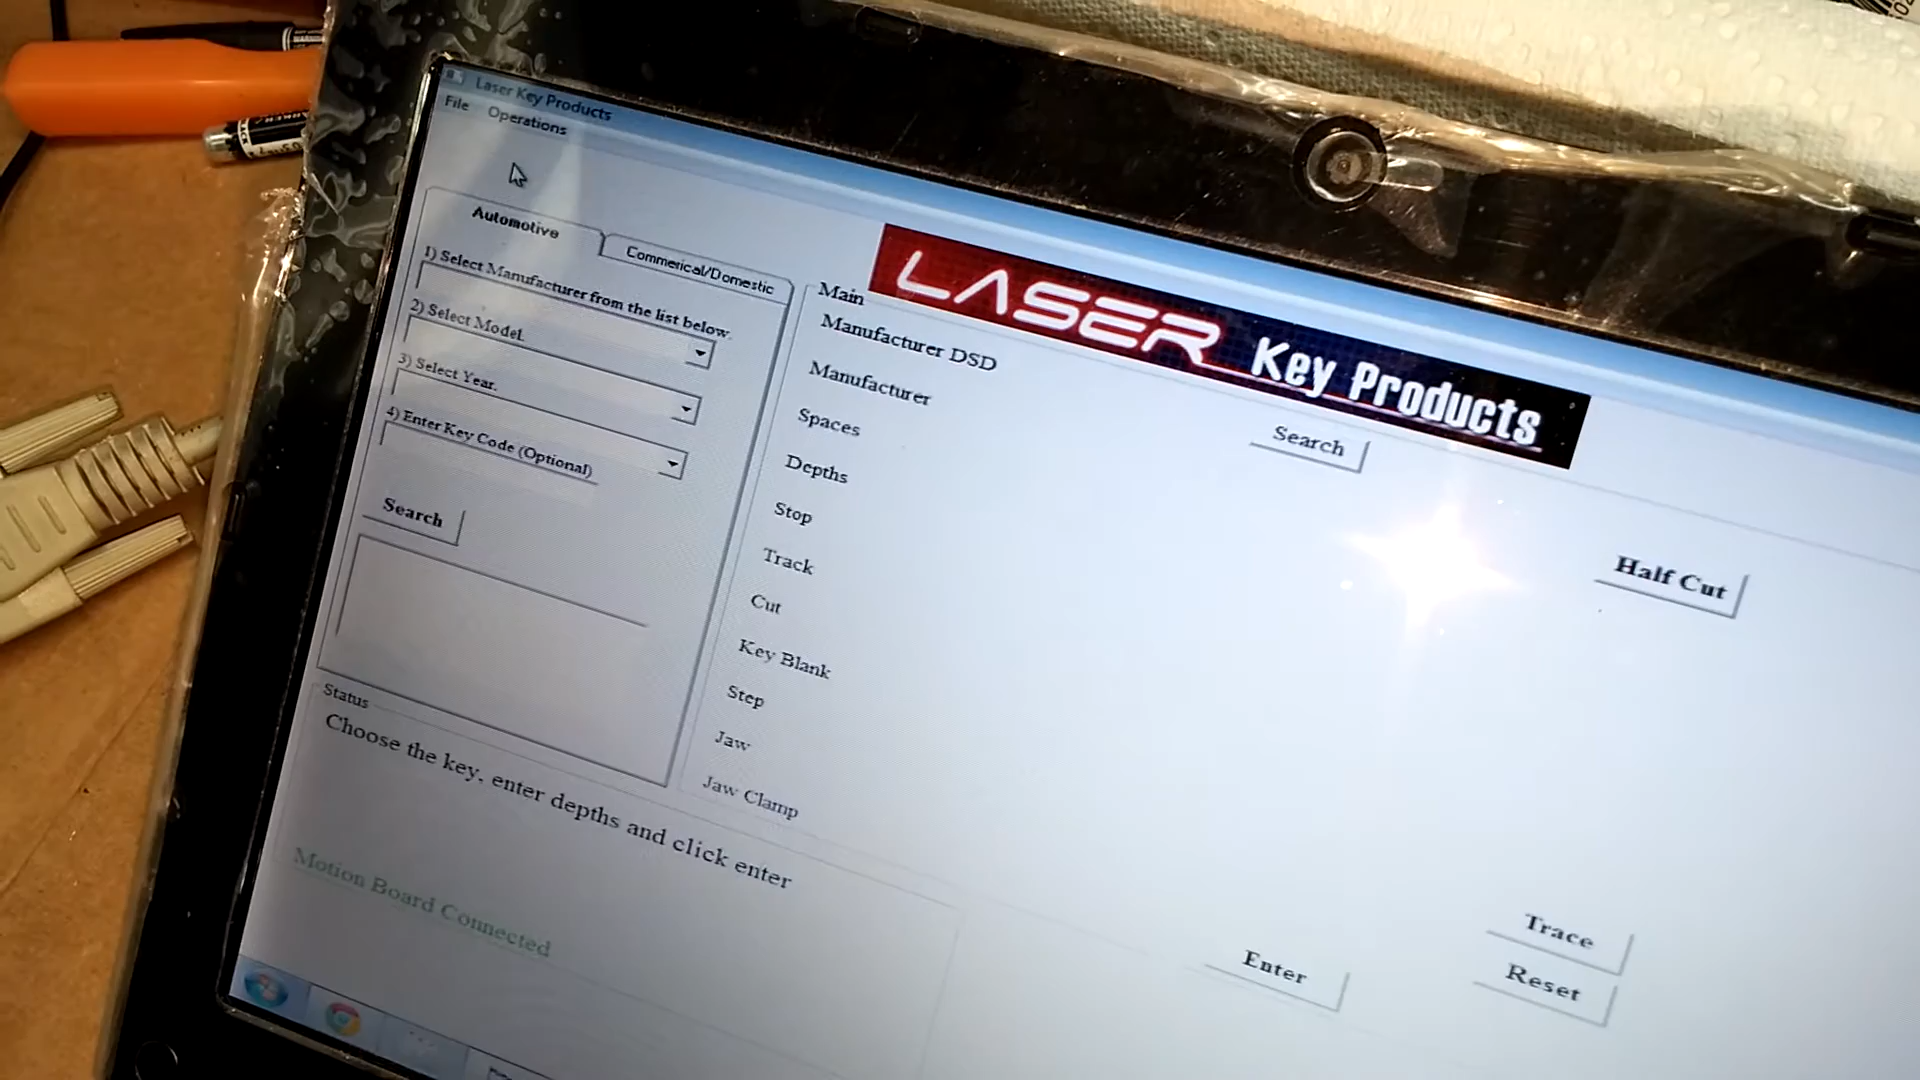 Laser Key Products
File Operations
Automotive
Commerical/Domestic
1) Select Manufacturer from the list below.
2) Select Model.
3) Select Year.
4) Enter Key Code (Optional)
Search
LASER Key Products
Main
Manufacturer DSD
Manufacturer
Spaces
Depths
Stop
Track
Cut
Key Blank
Step
Jaw
Jaw Clamp
Search
Half Cut
Status
Choose the key, enter depths and click enter
Motion Board Connected
Enter
Trace
Reset